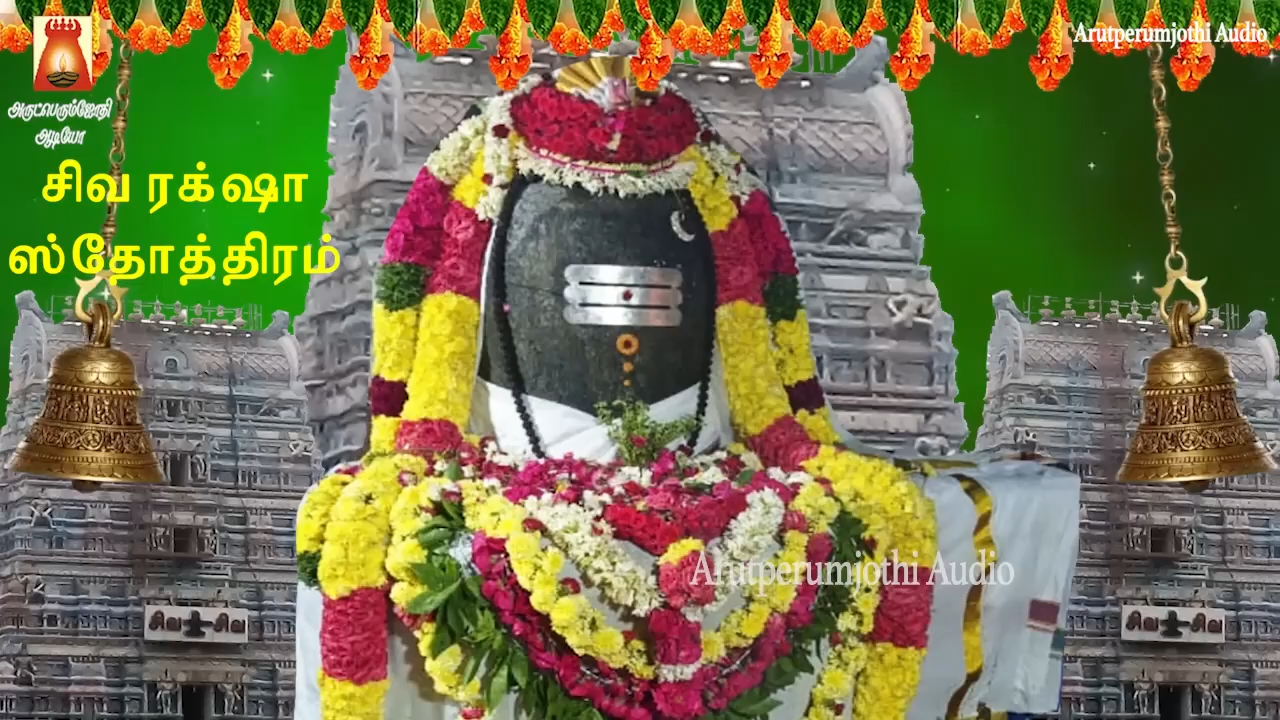 Arutperumjothi Audio
அருட்பெரும்ஜோதி
ஆடியோ
சிவ ரக்ஷா
ஸ்தோத்திரம்
Arutperumjothi Audio
சிவ சிவ
சிவ சிவ